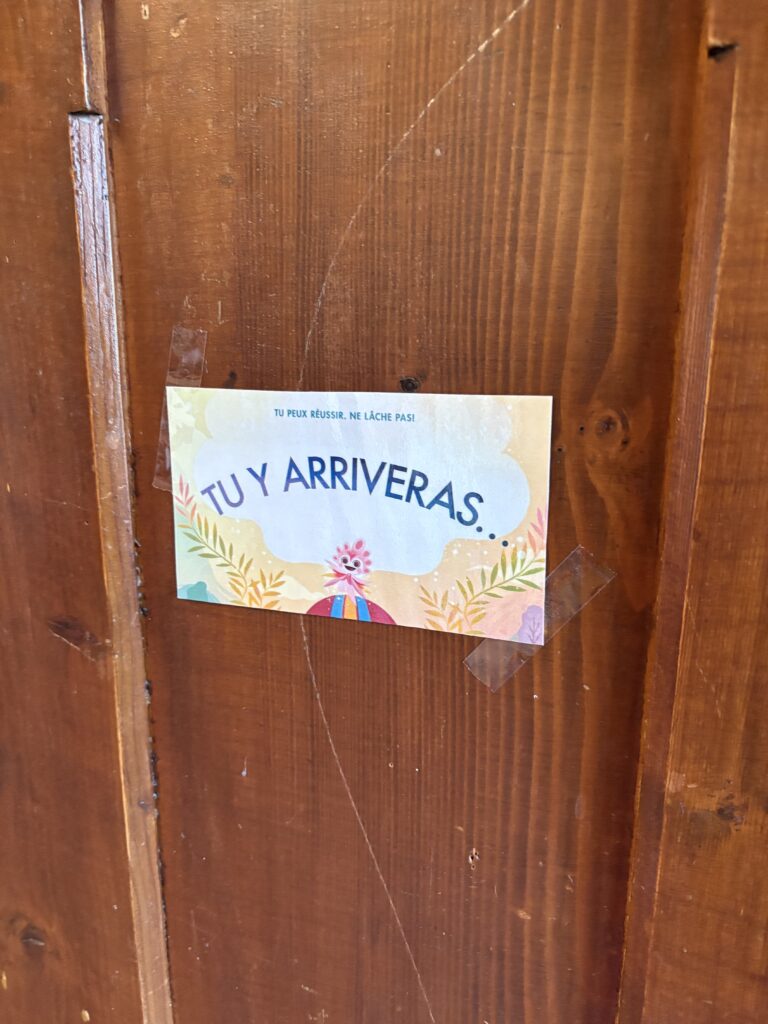 TU PEUX RÉUSSIR. NE LÂCHE PAS!
TU Y ARRIVERAS...